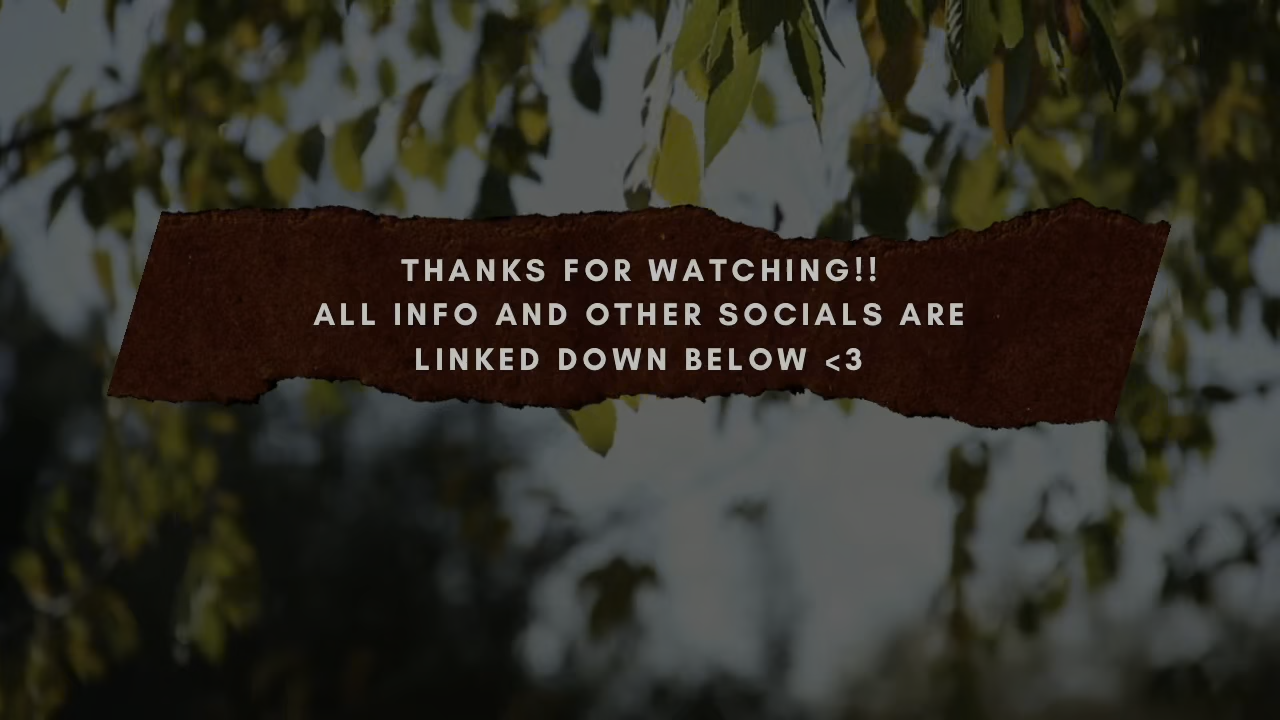 THANKS FOR WATCHING!!
ALL INFO AND OTHER SOCIALS ARE
LINKED DOWN BELOW <3